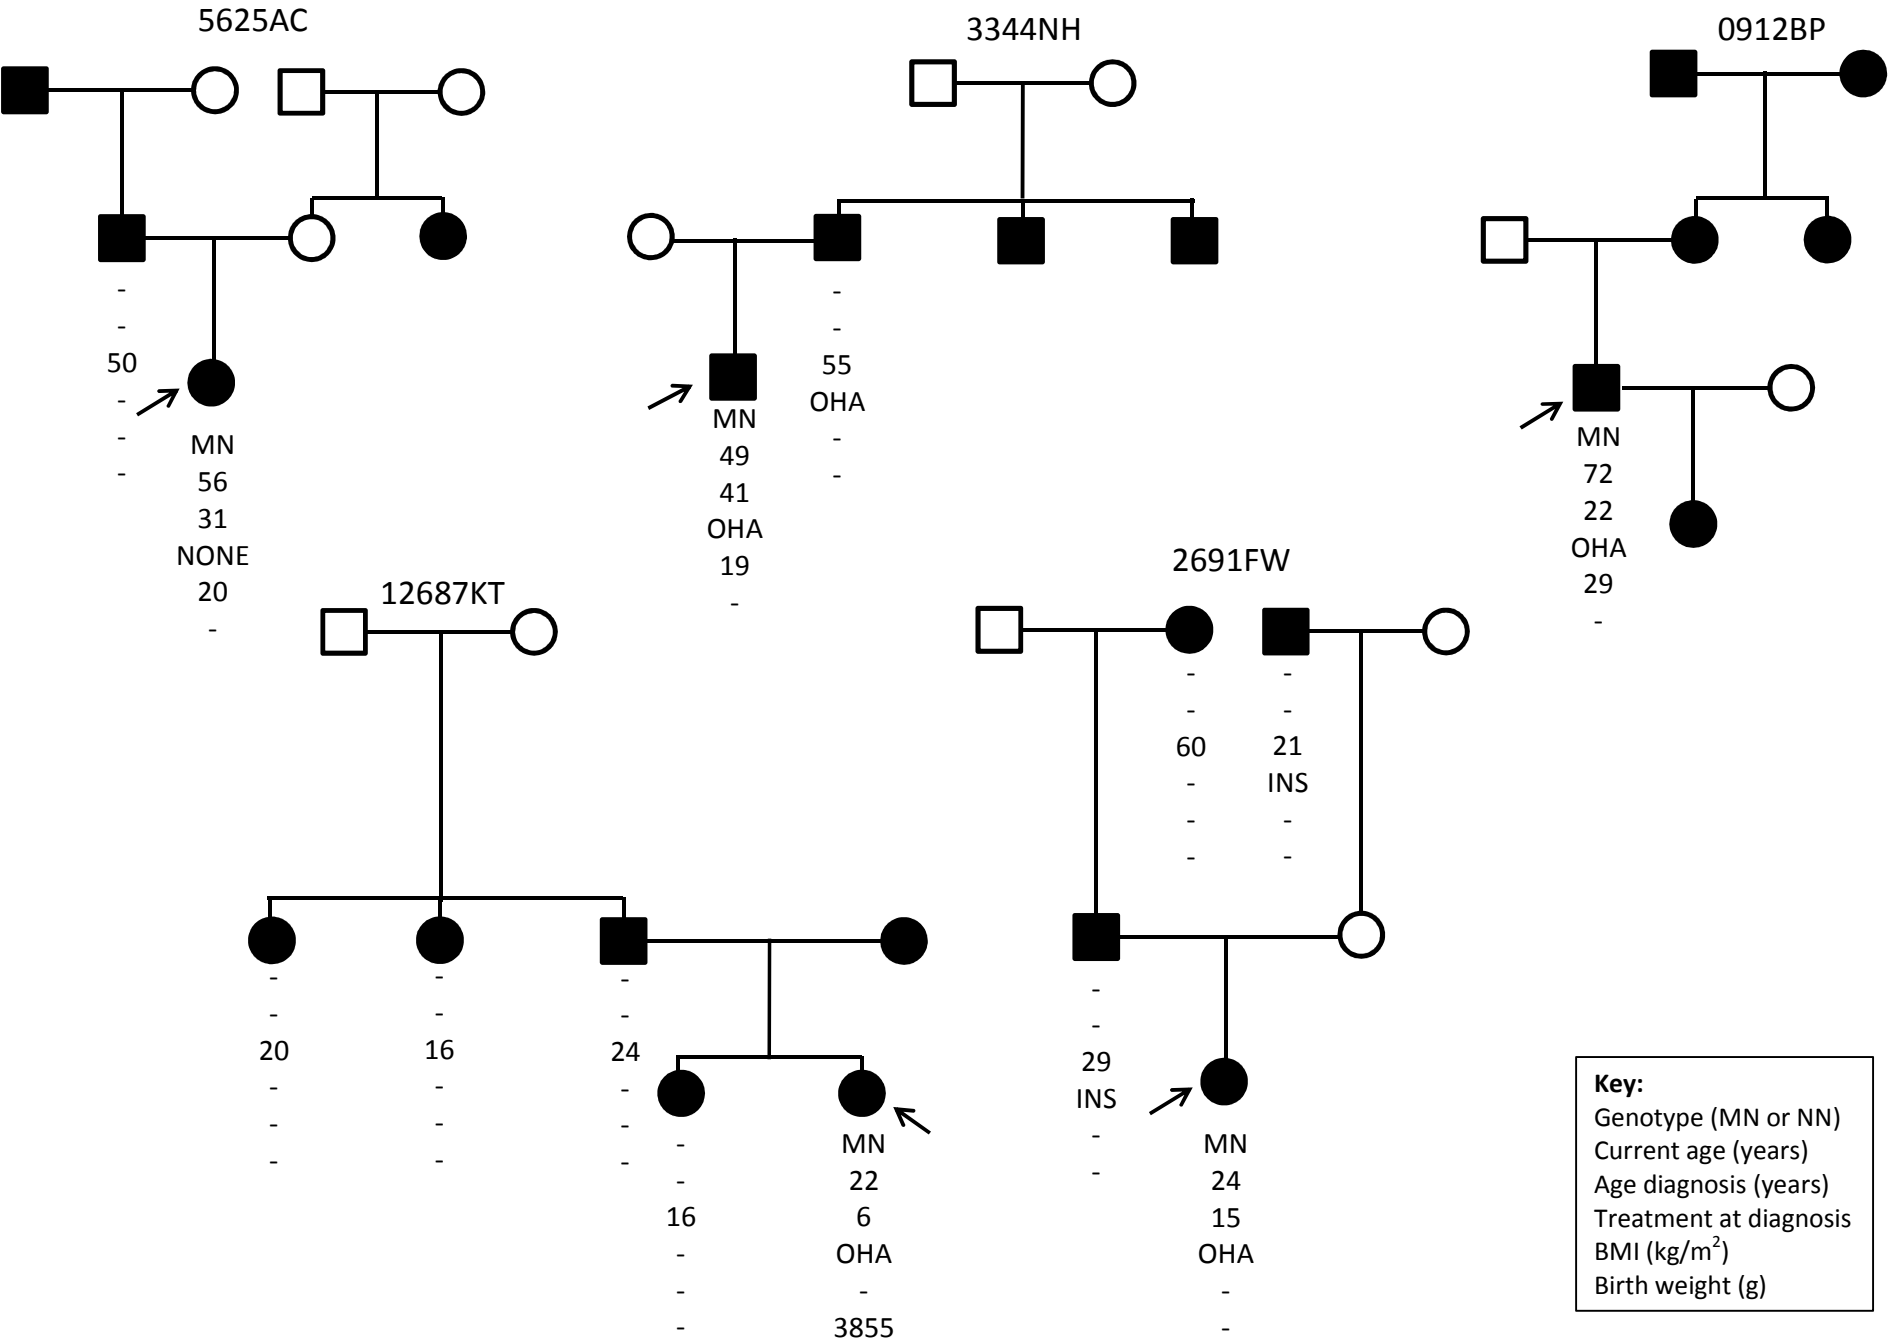 5625AC
-
-
50
-
-
-
MN
56
31
NONE
20
-
3344NH
-
-
55
OHA
-
-
MN
49
41
OHA
19
-
0912BP
MN
72
22
OHA
29
-
12687KT
-
-
20
-
-
-
-
-
16
-
-
-
-
-
24
-
-
-
-
-
16
-
-
-
MN
22
6
OHA
-
3855
2691FW
-
-
60
-
-
-
-
-
21
INS
-
-
-
-
29
INS
-
-
MN
24
15
OHA
-
-
Key:
Genotype (MN or NN)
Current age (years)
Age diagnosis (years)
Treatment at diagnosis
BMI (kg/m²)
Birth weight (g)